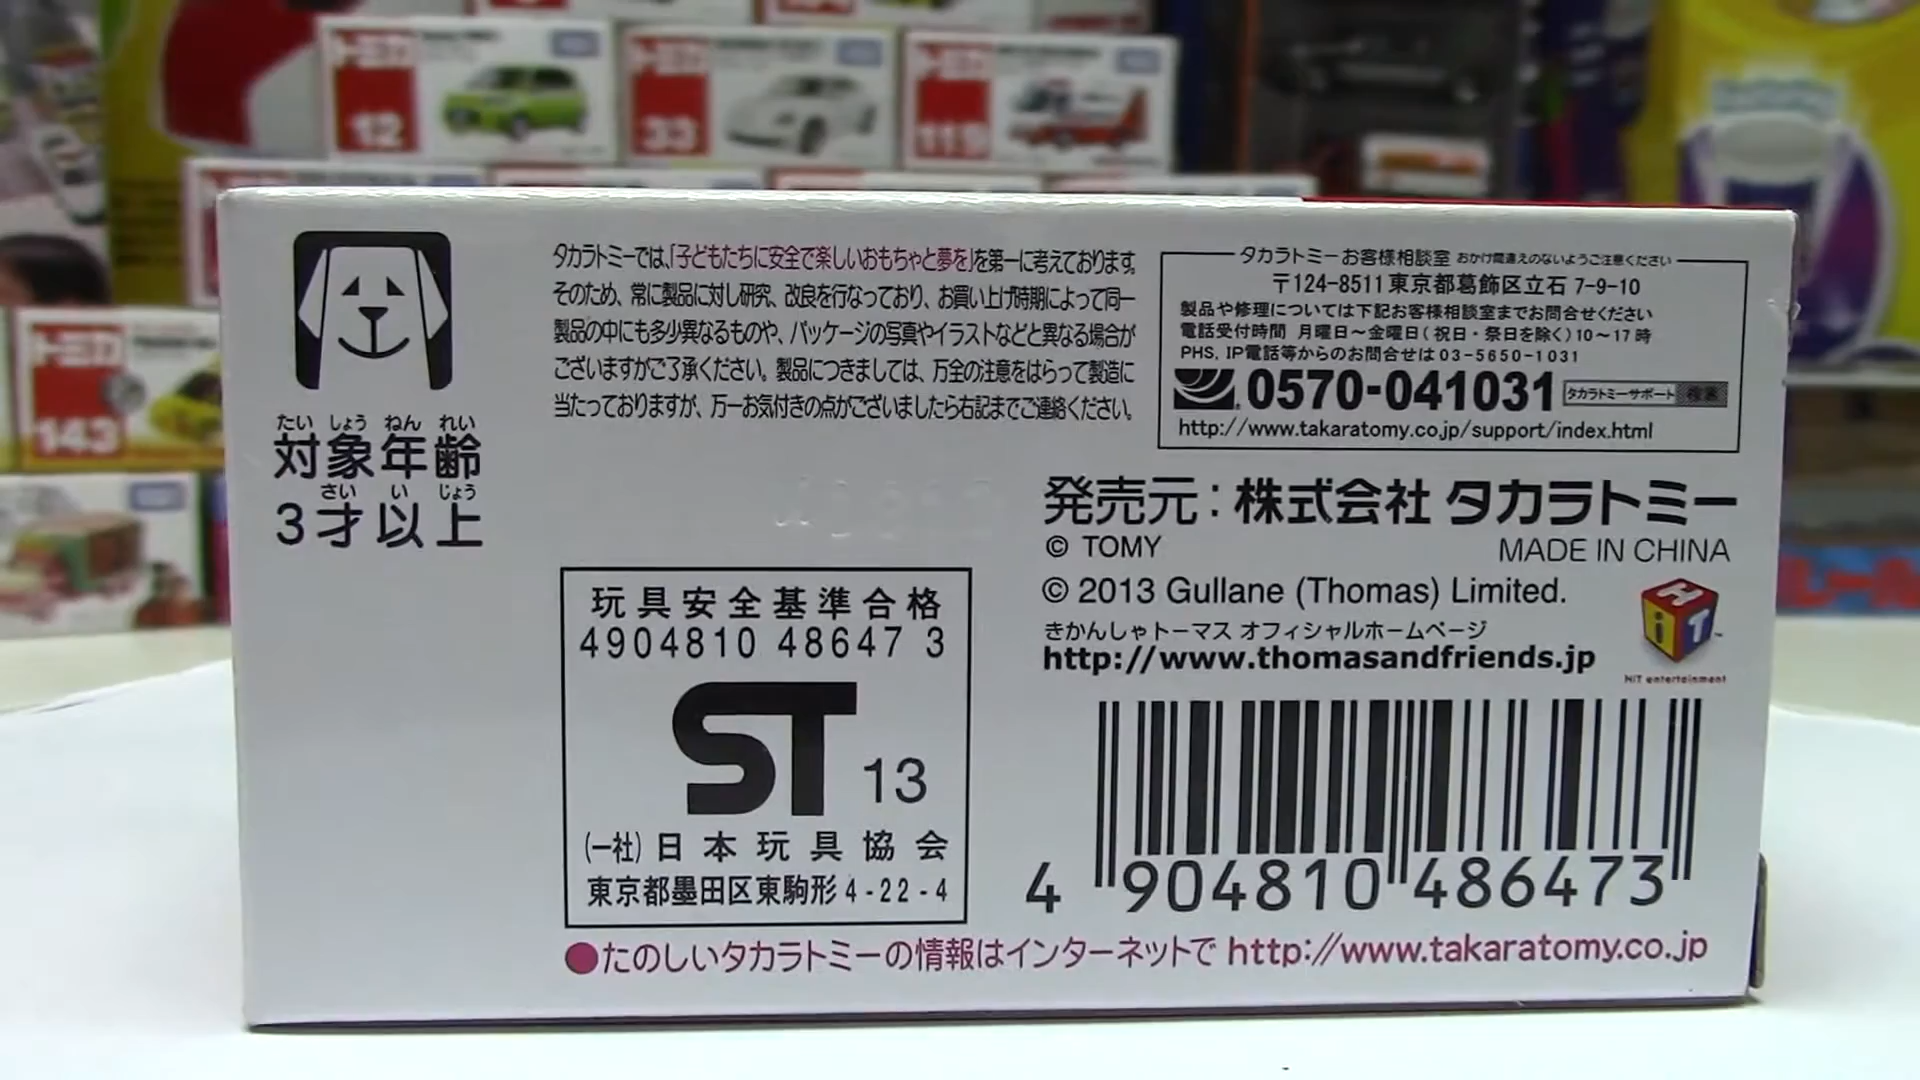 トミカ
12
トミカ
33
トミカ
119
トミカ
143
たいしょうねんれい
対象年齢
さいいじょう
3才以上
タカラトミーでは、「子どもたちに安全で楽しいおもちゃと夢を」を第一に考えております。
そのため、常に製品に対し研究、改良を行なっており、お買い上げ時期によって同一
製品の中にも多少異なるものや、パッケージの写真やイラストなどと異なる場合が
ございますがご了承ください。製品につきましては、万全の注意をはらって製造に
当たっておりますが、万一お気付きの点がございましたら右記までご連絡ください。
タカラトミーお客様相談室 おかけ間違えのないようご注意ください
〒124-8511 東京都葛飾区立石 7-9-10
製品や修理については下記お客様相談室までお問合せください
電話受付時間 月曜日〜金曜日(祝日・祭日を除く)10〜17時
PHS, IP電話等からのお問合せは 03-5650-1031
0570-041031 タカラトミーサポート 検索
http://www.takaratomy.co.jp/support/index.html
発売元：株式会社 タカラトミー
© TOMY MADE IN CHINA
© 2013 Gullane (Thomas) Limited.
きかんしゃトーマス オフィシャルホームページ
http://www.thomasandfriends.jp
HiT™
HiT entertainment
玩具安全基準合格
4904810 48647 3
ST 13
(一社)日本玩具協会
東京都墨田区東駒形 4-22-4
4 904810 486473
●たのしいタカラトミーの情報はインターネットで http://www.takaratomy.co.jp